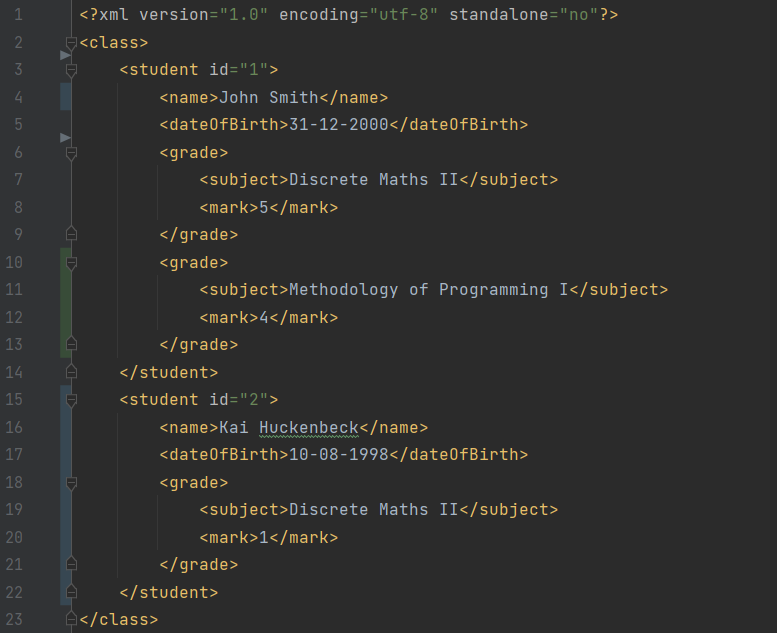 1 <?xml version="1.0" encoding="utf-8" standalone="no"?>
2 <class>
3     <student id="1">
4         <name>John Smith</name>
5         <dateOfBirth>31-12-2000</dateOfBirth>
6         <grade>
7             <subject>Discrete Maths II</subject>
8             <mark>5</mark>
9         </grade>
10         <grade>
11             <subject>Methodology of Programming I</subject>
12             <mark>4</mark>
13         </grade>
14     </student>
15     <student id="2">
16         <name>Kai Huckenbeck</name>
17         <dateOfBirth>10-08-1998</dateOfBirth>
18         <grade>
19             <subject>Discrete Maths II</subject>
20             <mark>1</mark>
21         </grade>
22     </student>
23 </class>